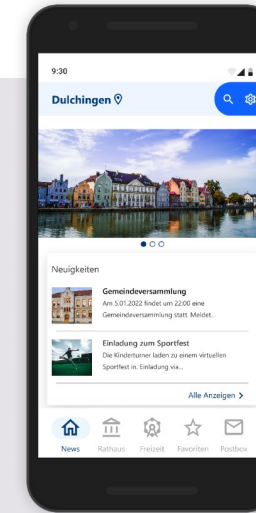 9:30
Dulchingen
Neuigkeiten
Gemeindeversammlung
Am 5.01.2022 findet um 22:00 eine
Gemeindeversammlung statt. Meldet...
Einladung zum Sportfest
Die Kinderturner laden zu einem virtuellen
Sportfest in. Einladung via...
Alle Anzeigen
News Rathaus Freizeit Favoriten Postbox